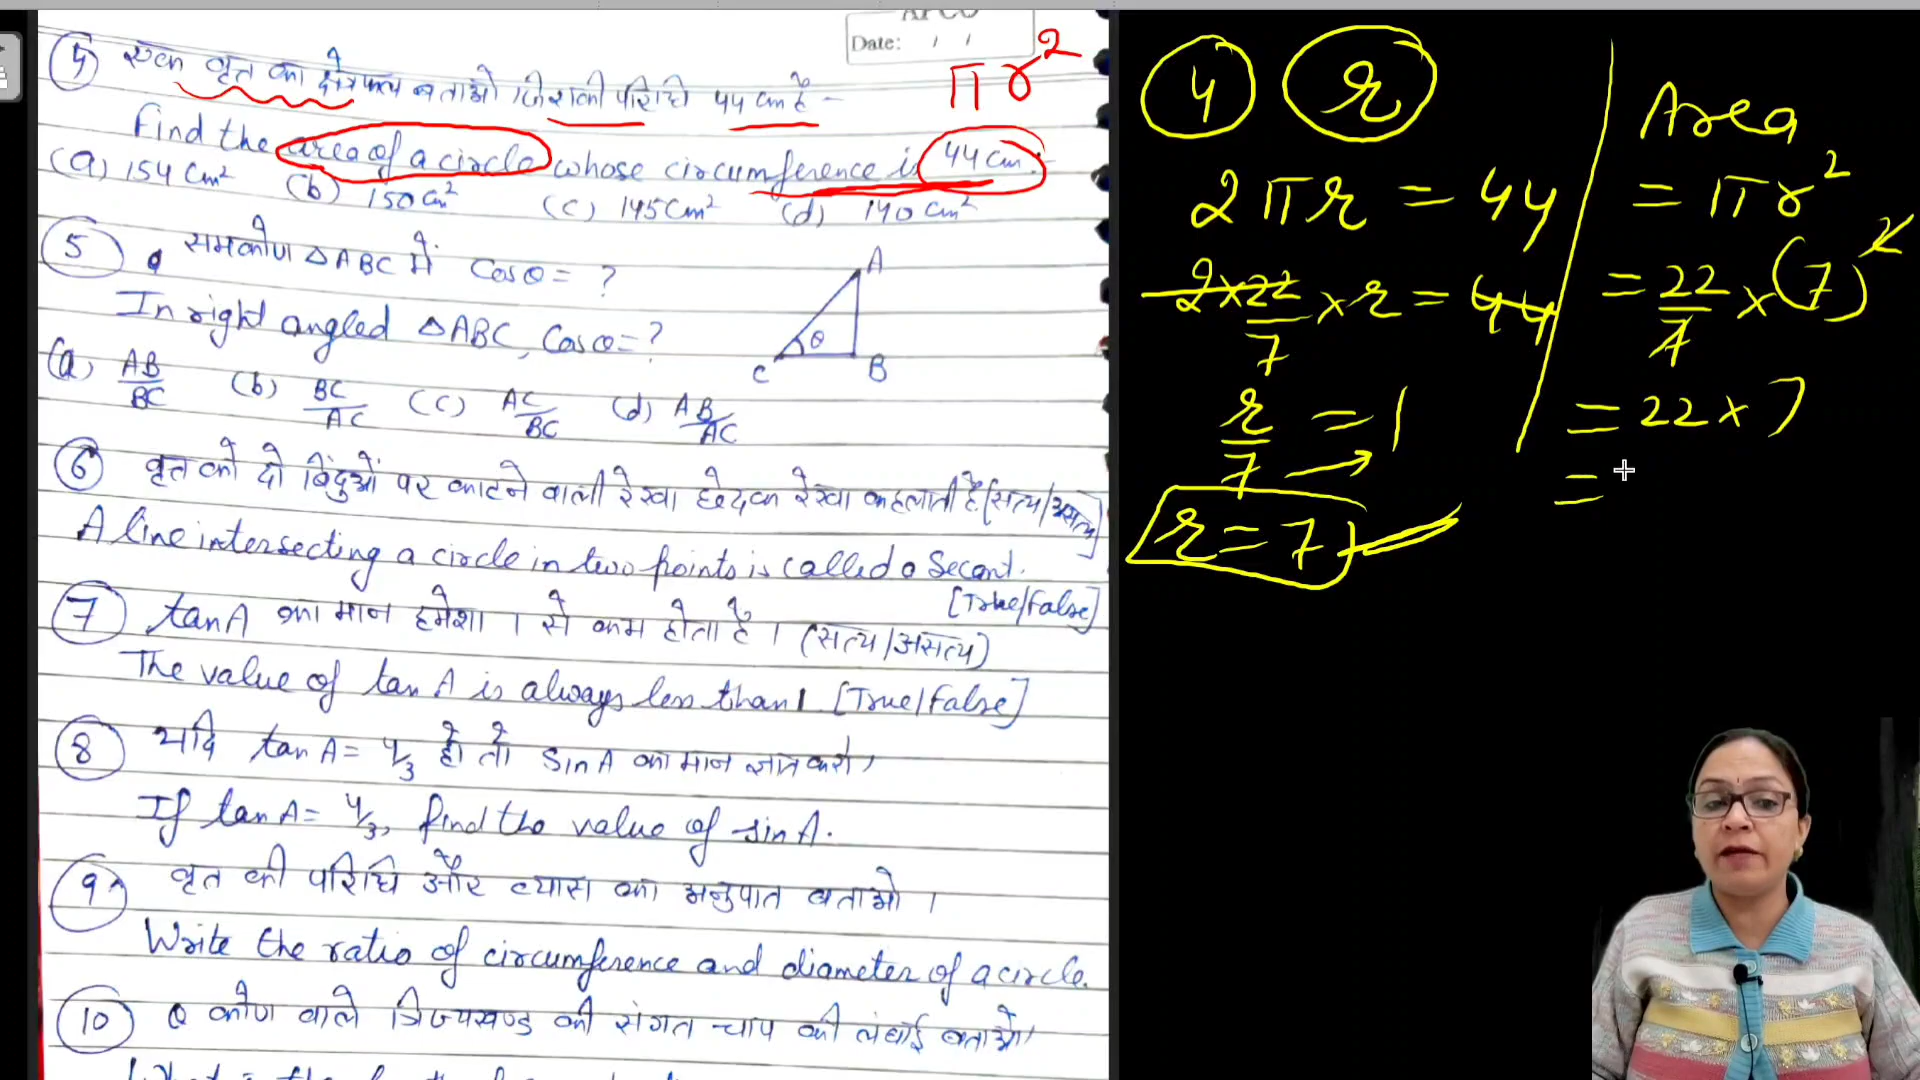 Date: / /
4 एक वृत्त का क्षेत्रफल बताओ जिसकी परिधि 44 cm है -
πr²
Find the area of a circle whose circumference is 44 cm.
(a) 154 Cm² (b) 150 cm² (c) 145 Cm² (d) 140 cm²
5 समकोण △ABC में Cosθ = ?
In right angled △ABC, Cosθ = ?
A
θ
C B
(a) AB/BC (b) BC/AC (c) AC/BC (d) AB/AC
6 वृत को दो बिंदुओं पर काटने वाली रेखा छेदक रेखा कहलाती है [सत्य/असत्य]
A line intersecting a circle in two points is called a Secant.
[True/False]
7 tanA का मान हमेशा 1 से कम होता है। (सत्य/असत्य)
The value of tan A is always less than 1 [True/False]
8 यदि tan A = 4/3 हो तो sin A का मान ज्ञात करो।
If tan A = 4/3, find the value of sin A.
9 वृत की परिधि और व्यास का अनुपात बताओ।
Write the ratio of circumference and diameter of a circle.
10 θ कोण वाले त्रिज्यखण्ड की संगत चाप की लंबाई बताओ।
4 r
2πr = 44
2×22/7 × r = 44
r/7 = 1
r = 7
Area
= πr²
= 22/7 × (7)²
= 22 × 7
=